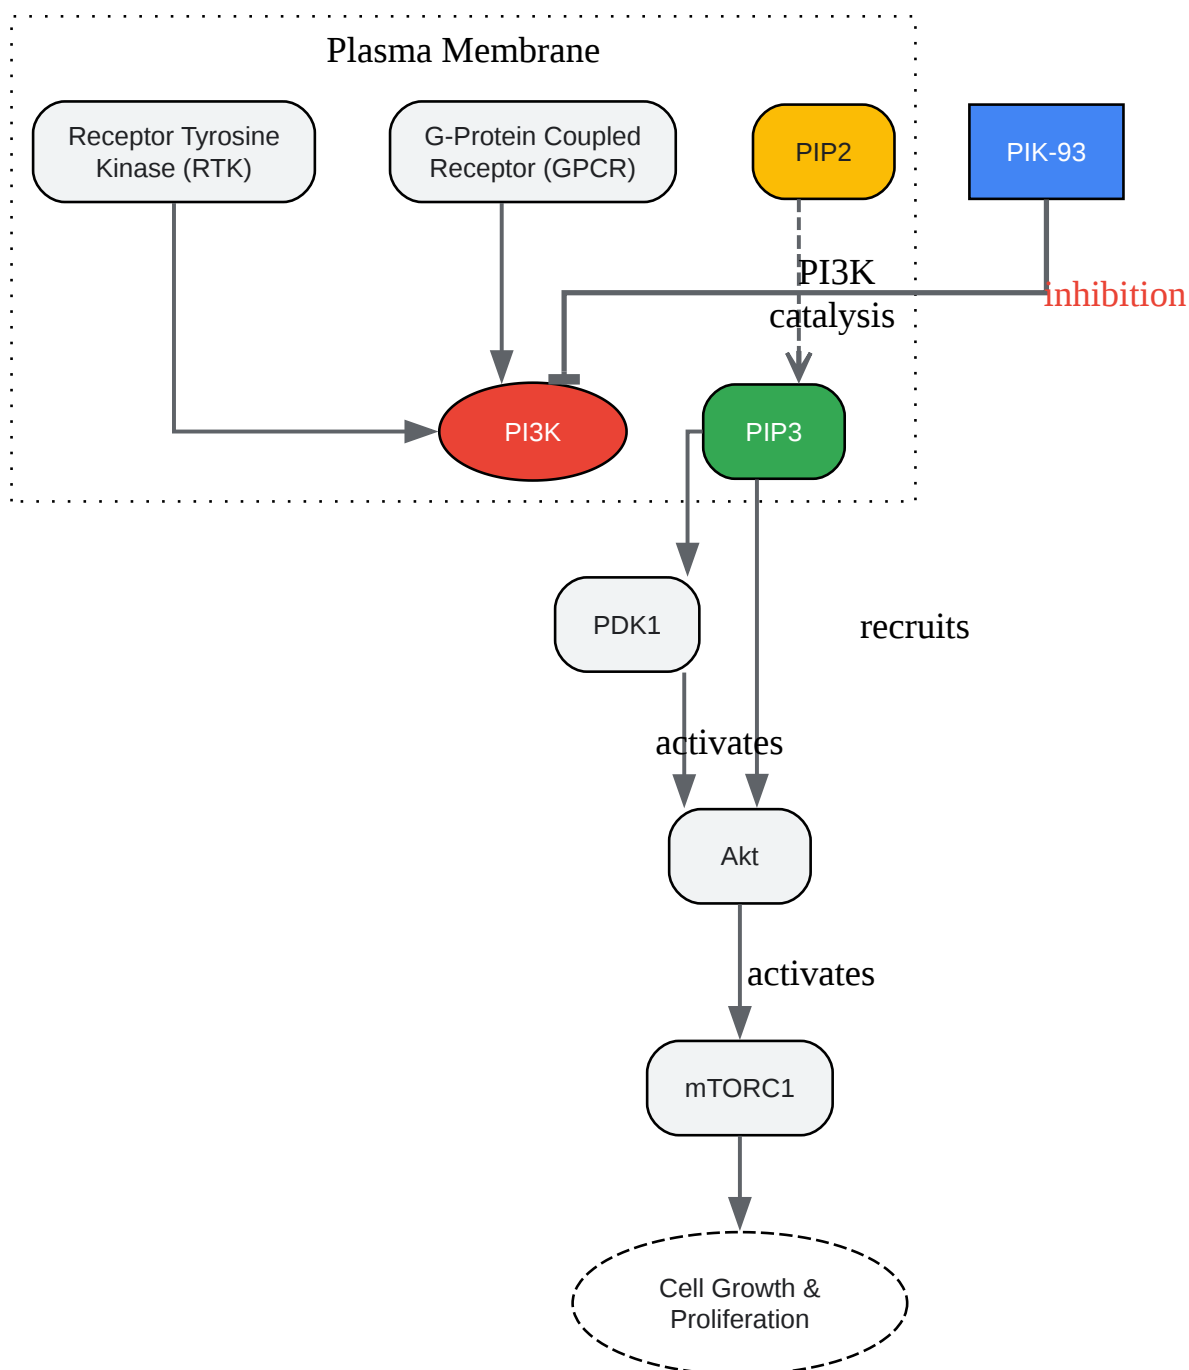 Plasma Membrane
Receptor Tyrosine
Kinase (RTK)
G-Protein Coupled
Receptor (GPCR)
PIP2
PIK-93
PI3K
catalysis
inhibition
PI3K
PIP3
PDK1
recruits
activates
Akt
activates
mTORC1
Cell Growth &
Proliferation